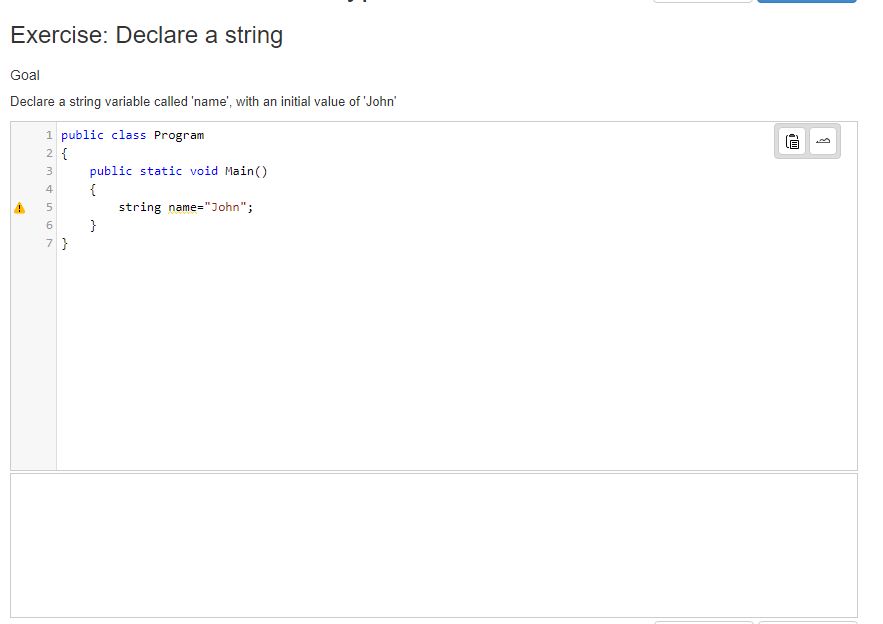 Exercise: Declare a string
Goal
Declare a string variable called 'name', with an initial value of 'John'
1 public class Program
2 {
3 public static void Main()
4 {
5 string name="John";
6 }
7 }